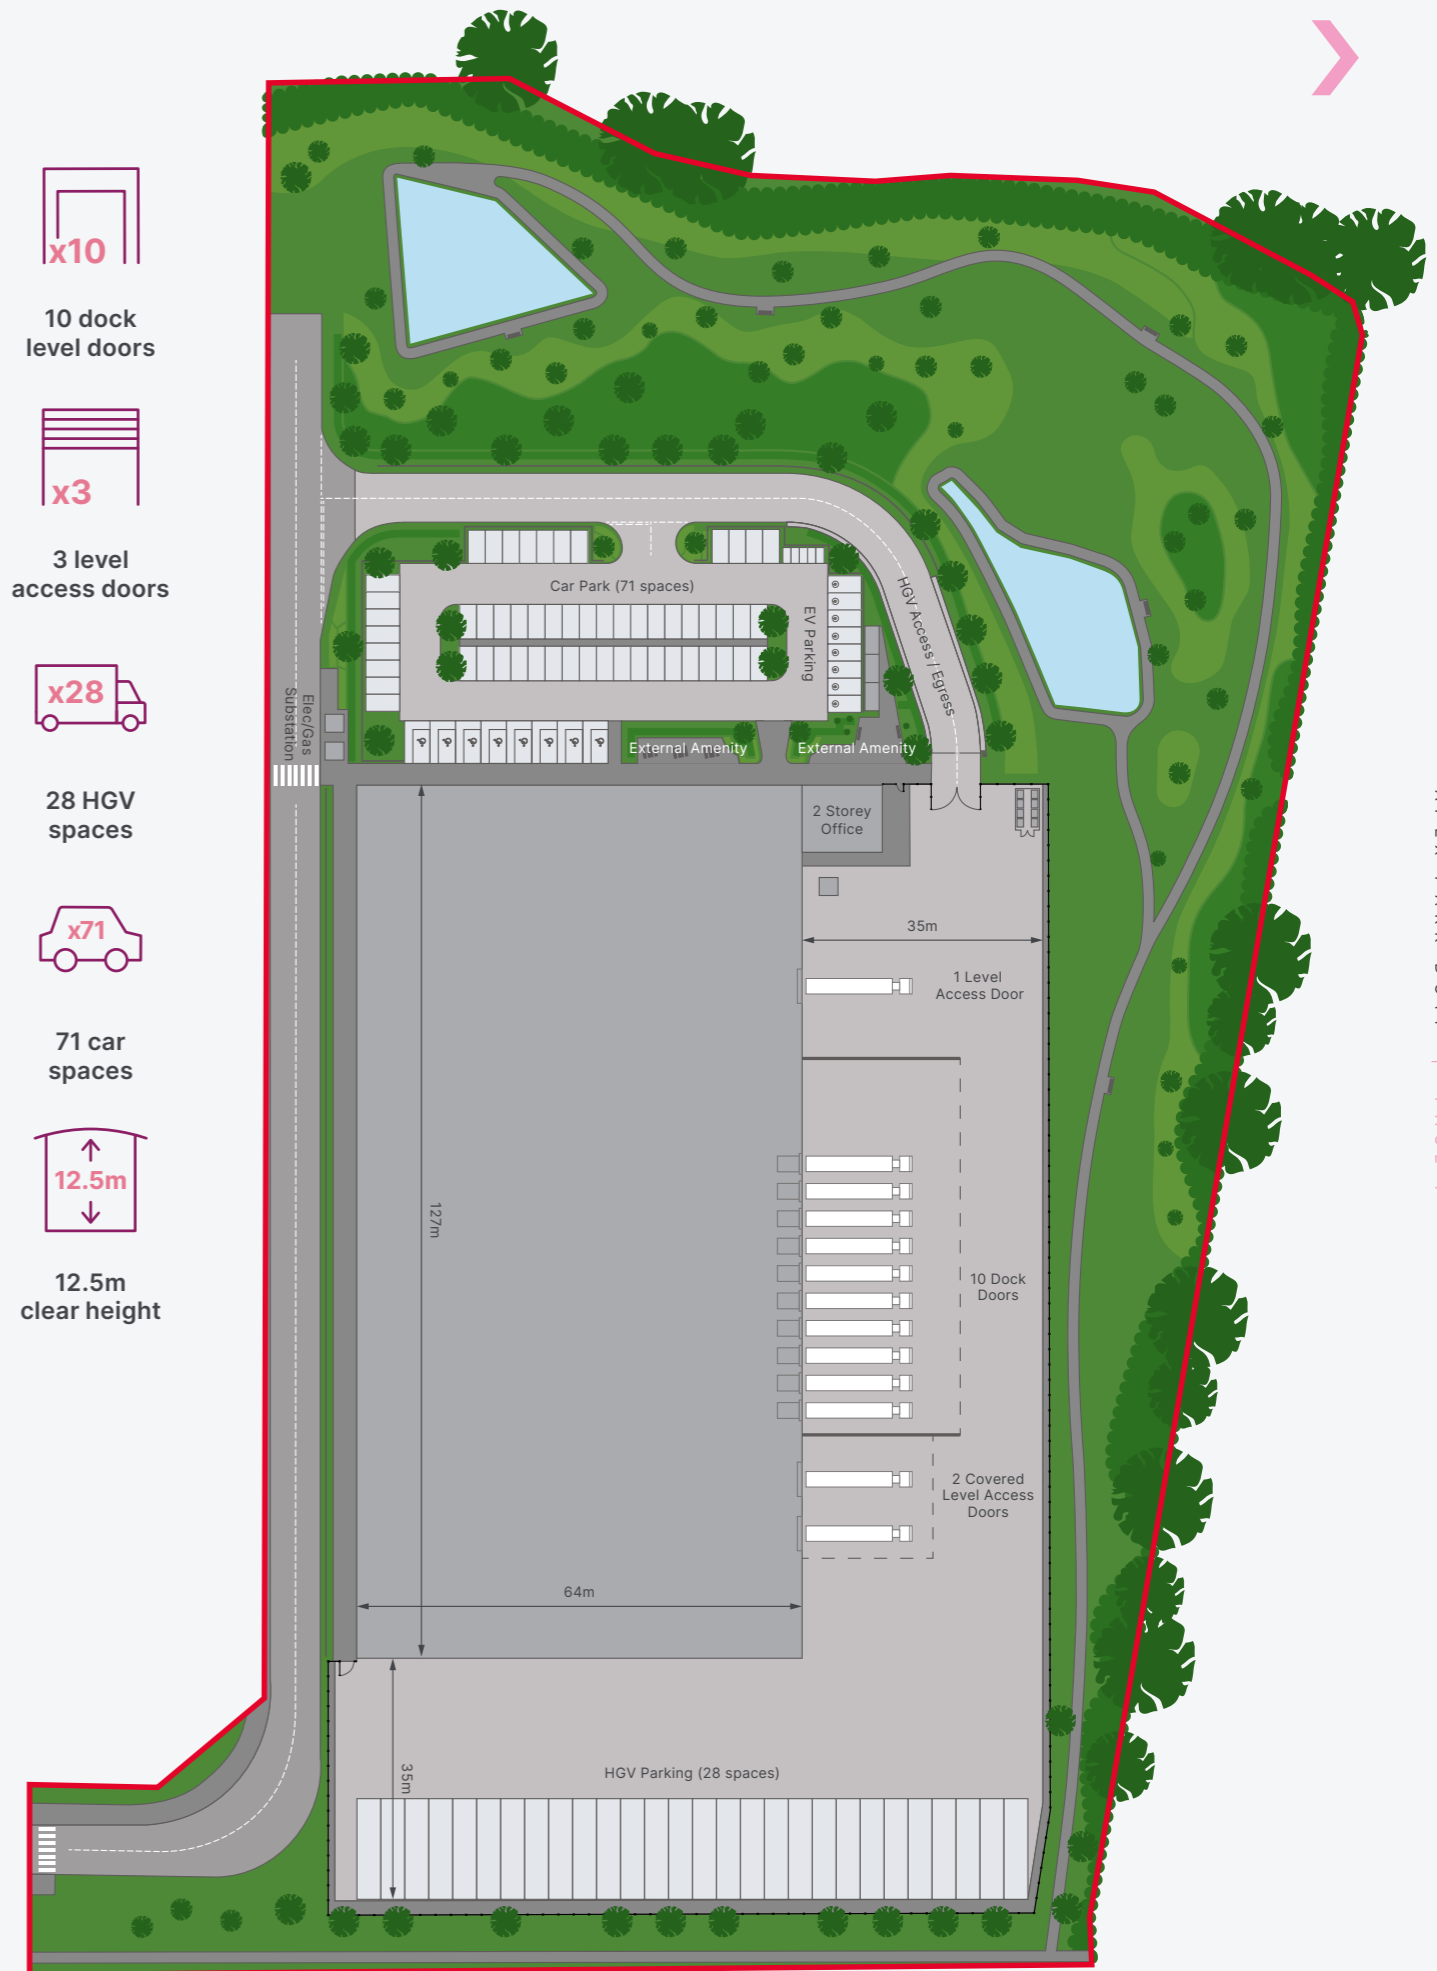 x10
10 dock
level doors
x3
3 level
access doors
x28
28 HGV
spaces
x71
71 car
spaces
12.5m
12.5m
clear height
Car Park (71 spaces)
EV Parking
HGV Access / Egress
Elec/Gas
Substation
External Amenity
External Amenity
2 Storey
Office
35m
1 Level
Access Door
127m
10 Dock
Doors
2 Covered
Level Access
Doors
64m
35m
HGV Parking (28 spaces)